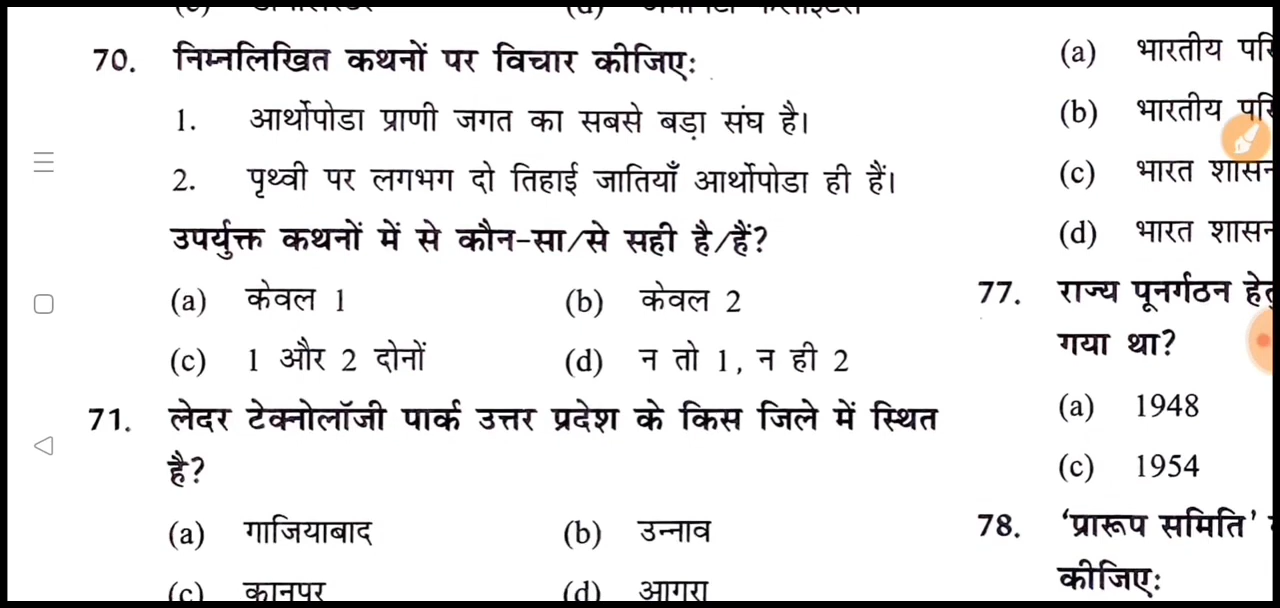 70. निम्नलिखित कथनों पर विचार कीजिएः
1. आर्थोपोडा प्राणी जगत का सबसे बड़ा संघ है।
2. पृथ्वी पर लगभग दो तिहाई जातियाँ आर्थोपोडा ही हैं।
उपर्युक्त कथनों में से कौन-सा/से सही है/हैं?
(a) केवल 1 (b) केवल 2
(c) 1 और 2 दोनों (d) न तो 1, न ही 2
71. लेदर टेक्नोलॉजी पार्क उत्तर प्रदेश के किस जिले में स्थित
है?
(a) गाजियाबाद (b) उन्नाव
(c) कानपुर (d) आगरा
(a) भारतीय
(b) भारतीय
(c) भारत शासन
(d) भारत शासन
77. राज्य पूनर्गठन हेतु
गया था?
(a) 1948
(c) 1954
78. 'प्रारूप समिति'
कीजिएः